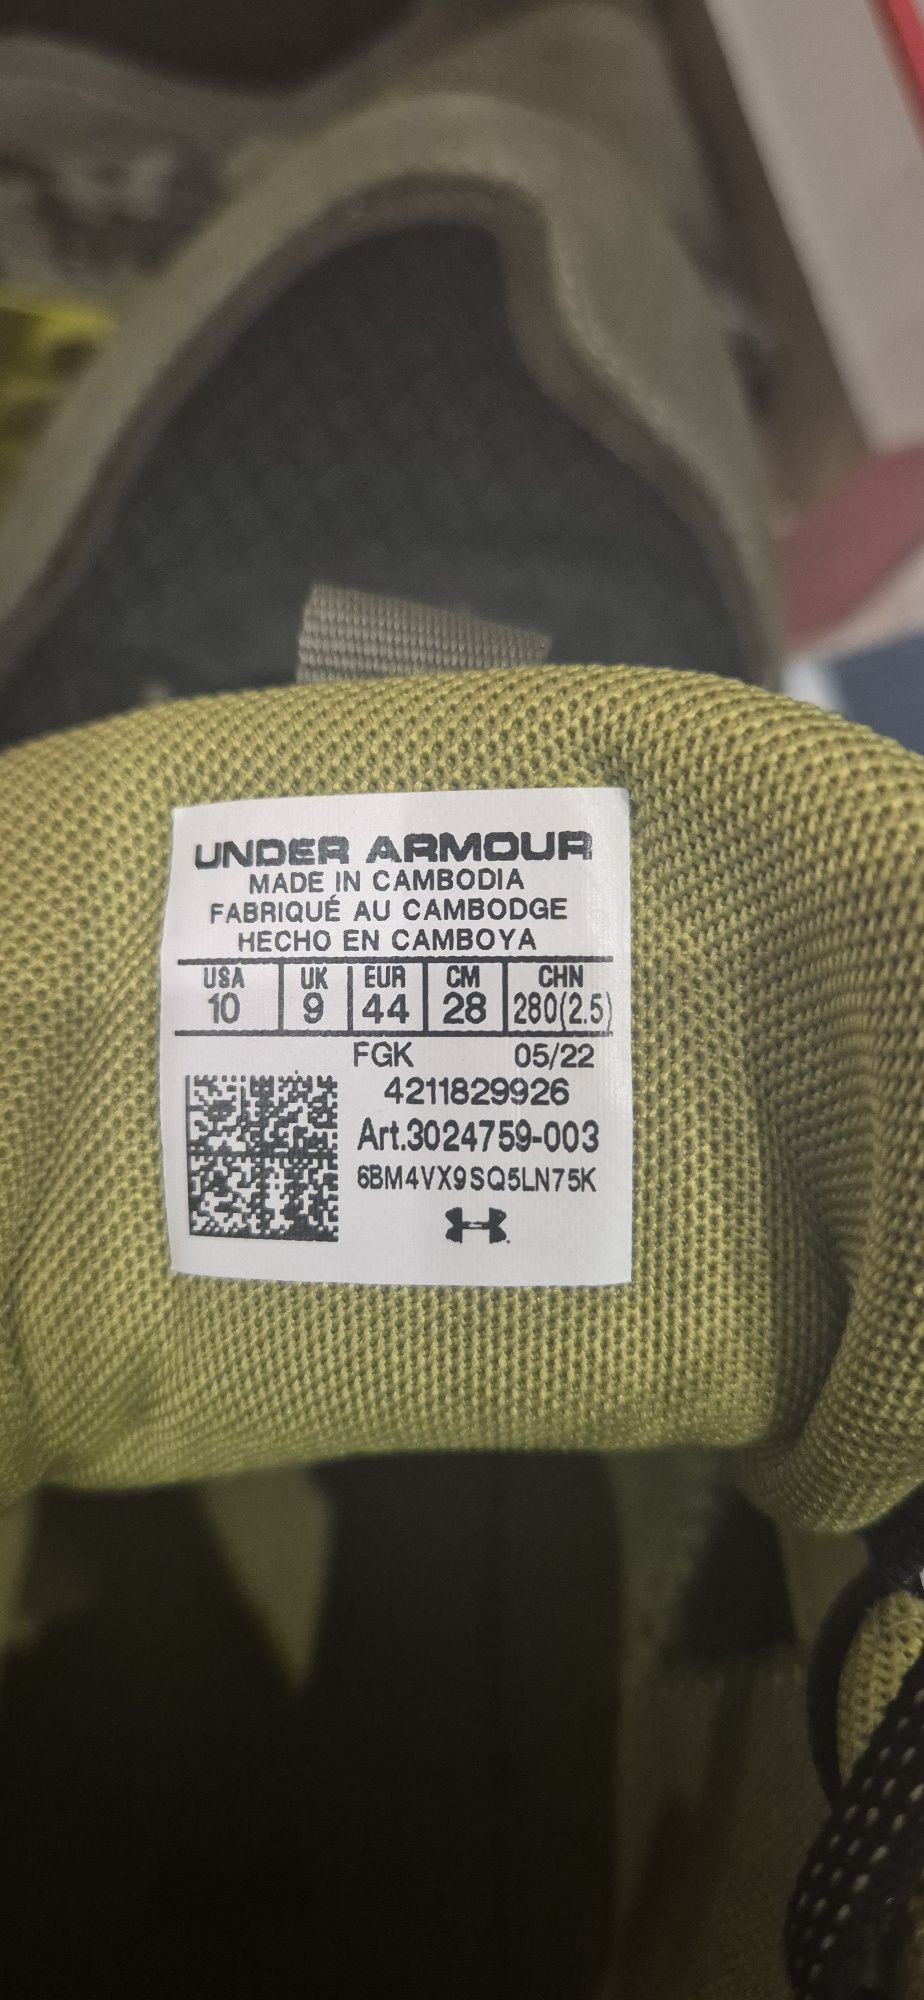 UNDER ARMOUR
MADE IN CAMBODIA
FABRIQUÉ AU CAMBODGE
HECHO EN CAMBOYA
USA UK EUR CM CHN
10 9 44 28 280(2.5)
FGK 05/22
4211829926
Art.3024759-003
6BM4VX9SQ5LN75K